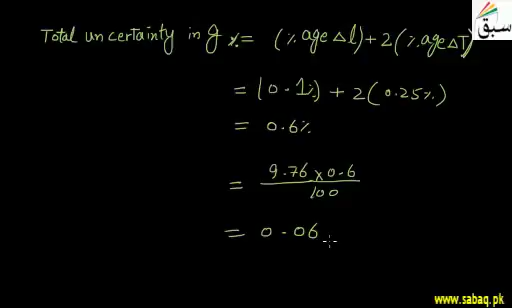 سبق
Total uncertainty in g % = (% age Δl) + 2 (% age ΔT)
= (0.1%) + 2(0.25%)
= 0.6%
= 9.76 x 0.6 / 100
= 0.06
www.sabaq.pk